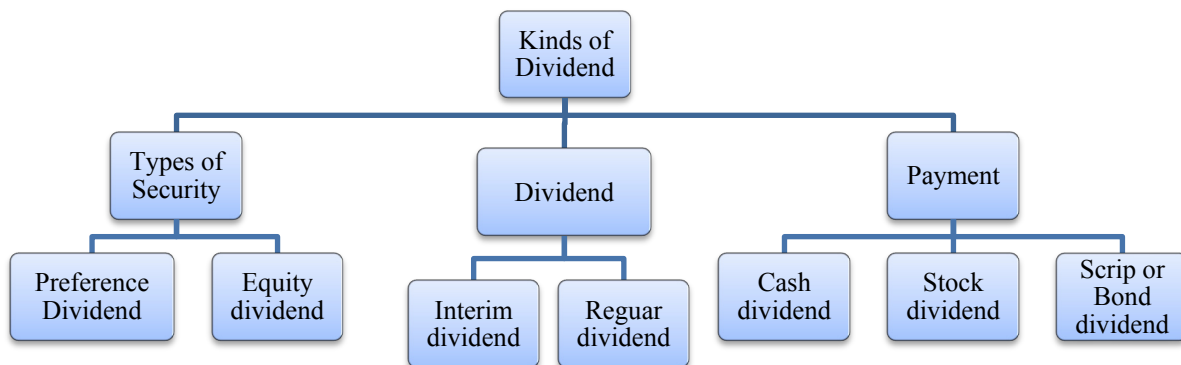 Kinds of
Dividend
Types of
Security
Dividend
Payment
Preference
Dividend
Equity
dividend
Interim
dividend
Reguar
dividend
Cash
dividend
Stock
dividend
Scrip or
Bond
dividend